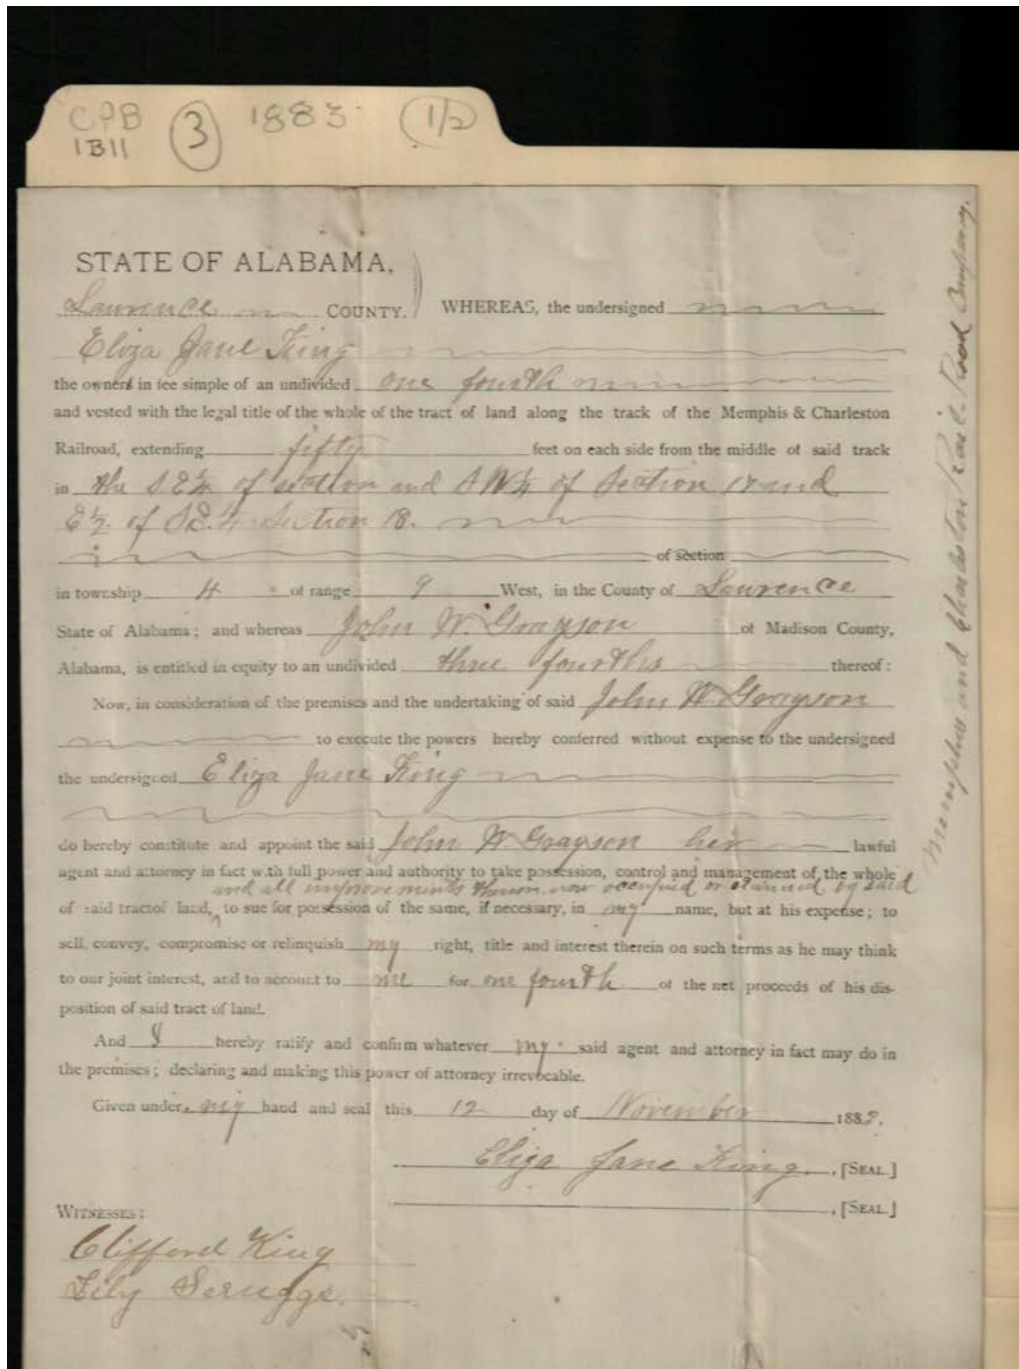 CPB
1B11
3
1883
(1/2)
STATE OF ALABAMA,
Lawrence COUNTY. WHEREAS, the undersigned
Eliza Jane King
the owners in fee simple of an undivided one fourth
and vested with the legal title of the whole of the tract of land along the track of the Memphis & Charleston
Railroad, extending fifty feet on each side from the middle of said track
in the S E ¼ of section and S W ¼ of Section 17 and
E ½. of S E. ¼ Section 18.
of section
in township 4 of range 9 West, in the County of Lawrence
State of Alabama; and whereas John W. Grayson of Madison County,
Alabama, is entitled in equity to an undivided three fourths thereof:
Now, in consideration of the premises and the undertaking of said John W. Grayson
to execute the powers hereby conferred without expense to the undersigned
the undersigned Eliza Jane King
do hereby constitute and appoint the said John W. Grayson her lawful
agent and attorney in fact with full power and authority to take possession, control and management of the whole
and all improvements thereon now occupied or claimed by said
Memphis and Charleston Rail-Road Company.
of said tractof land, to sue for possession of the same, if necessary, in my name, but at his expense; to
sell, convey, compromise or relinquish my right, title and interest therein on such terms as he may think
to our joint interest, and to account to me for one fourth of the net proceeds of his dis-
position of said tract of land.
And I hereby ratify and confirm whatever my said agent and attorney in fact may do in
the premises; declaring and making this power of attorney irrevocable.
Given under my hand and seal this 12 day of November 188
Eliza Jane King, [SEAL.]
, [SEAL.]
WITNESSES:
Clifford King
Lily Scruggs.